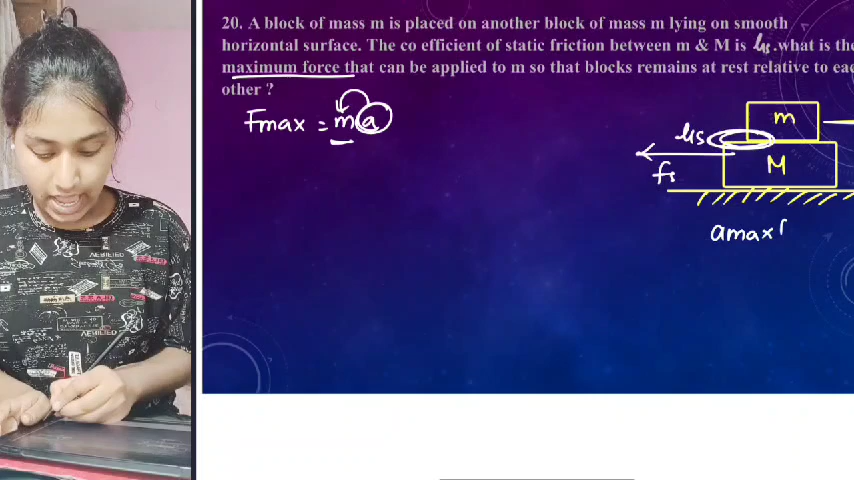 20. A block of mass m is placed on another block of mass m lying on smooth
horizontal surface. The co efficient of static friction between m & M is μs .what is the
maximum force that can be applied to m so that blocks remains at rest relative to eac
other ?
Fmax = ma
m
μs
M
fs
amax